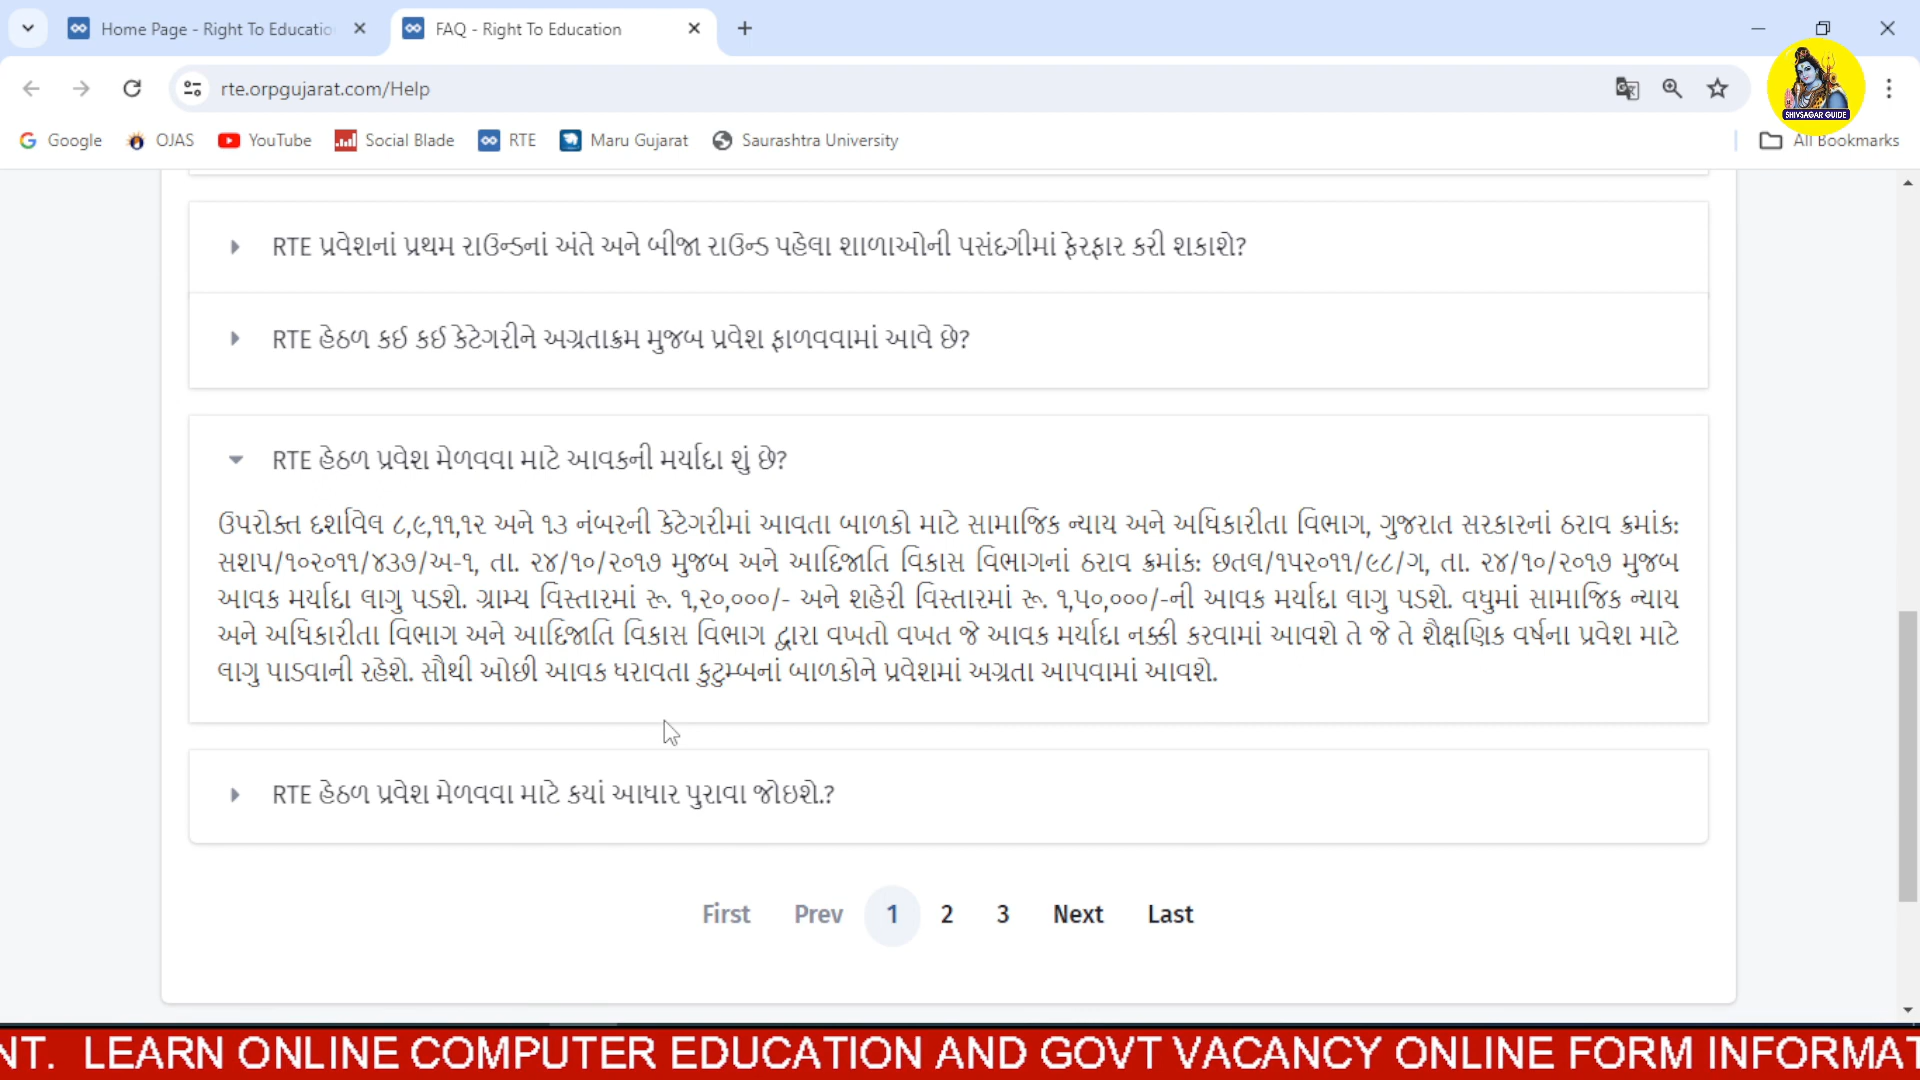 Home Page - Right To Educatio
FAQ - Right To Education
rte.orpgujarat.com/Help
SHIVSAGAR GUIDE
Google
OJAS
YouTube
Social Blade
RTE
Maru Gujarat
Saurashtra University
All Bookmarks
RTE પ્રવેશનાં પ્રથમ રાઉન્ડનાં અંતે અને બીજા રાઉન્ડ પહેલા શાળાઓની પસંદગીમાં ફેરફાર કરી શકાશે?
RTE હેઠળ કઈ કઈ કેટેગરીને અગ્રતાક્રમ મુજબ પ્રવેશ ફાળવવામાં આવે છે?
RTE હેઠળ પ્રવેશ મેળવવા માટે આવકની મર્યાદા શું છે?
ઉપરોક્ત દર્શાવેલ ૮,૯,૧૧,૧૨ અને ૧૩ નંબરની કેટેગરીમાં આવતા બાળકો માટે સામાજિક ન્યાય અને અધિકારીતા વિભાગ, ગુજરાત સરકારનાં ઠરાવ ક્રમાંક:
સશપ/૧૦૨૦૧૧/૪૩૭/અ-૧, તા. ૨૪/૧૦/૨૦૧૭ મુજબ અને આદિજાતિ વિકાસ વિભાગનાં ઠરાવ ક્રમાંક: છતલ/૧૫૨૦૧૧/૯૮/ગ, તા. ૨૪/૧૦/૨૦૧૭ મુજબ
આવક મર્યાદા લાગુ પડશે. ગ્રામ્ય વિસ્તારમાં રૂ. ૧,૨૦,૦૦૦/- અને શહેરી વિસ્તારમાં રૂ. ૧,૫૦,૦૦૦/-ની આવક મર્યાદા લાગુ પડશે. વધુમાં સામાજિક ન્યાય
અને અધિકારીતા વિભાગ અને આદિજાતિ વિકાસ વિભાગ દ્વારા વખતો વખત જે આવક મર્યાદા નક્કી કરવામાં આવશે તે જે તે શૈક્ષણિક વર્ષના પ્રવેશ માટે
લાગુ પાડવાની રહેશે. સૌથી ઓછી આવક ધરાવતા કુટુમ્બનાં બાળકોને પ્રવેશમાં અગ્રતા આપવામાં આવશે.
RTE હેઠળ પ્રવેશ મેળવવા માટે કયાં આધાર પુરાવા જોઇશે.?
First Prev 1 2 3 Next Last
NT. LEARN ONLINE COMPUTER EDUCATION AND GOVT VACANCY ONLINE FORM INFORMAT